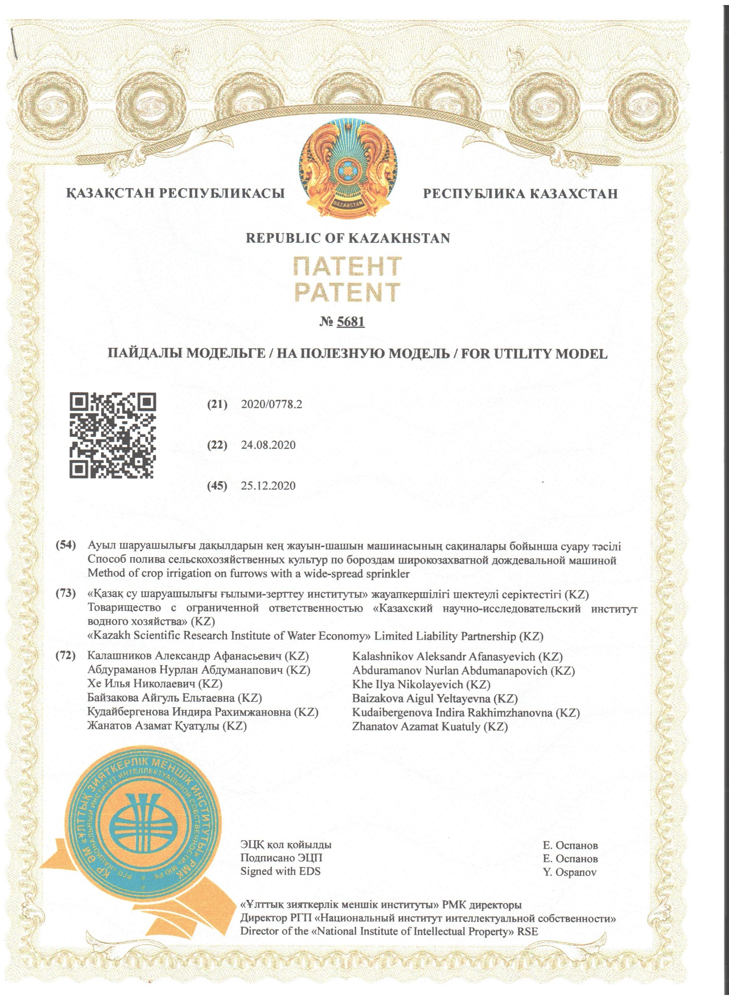 ҚАЗАҚСТАН РЕСПУБЛИКАСЫ
РЕСПУБЛИКА КАЗАХСТАН
QAZAQSTAN
REPUBLIC OF KAZAKHSTAN
ПАТЕНТ
PATENT
№ 5681
ПАЙДАЛЫ МОДЕЛЬГЕ / НА ПОЛЕЗНУЮ МОДЕЛЬ / FOR UTILITY MODEL
(21) 2020/0778.2
(22) 24.08.2020
(45) 25.12.2020
(54) Ауыл шаруашылығы дақылдарын кең жауын-шашын машинасының сақиналары бойынша суару тәсілі
Способ полива сельскохозяйственных культур по бороздам широкозахватной дождевальной машиной
Method of crop irrigation on furrows with a wide-spread sprinkler
(73) «Қазақ су шаруашылығы ғылыми-зерттеу институты» жауапкершілігі шектеулі серіктестігі (KZ)
Товарищество с ограниченной ответственностью «Казахский научно-исследовательский институт
водного хозяйства» (KZ)
«Kazakh Scientific Research Institute of Water Economy» Limited Liability Partnership (KZ)
(72) Калашников Александр Афанасьевич (KZ) Kalashnikov Aleksandr Afanasyevich (KZ)
Абдураманов Нурлан Абдуманапович (KZ) Abduramanov Nurlan Abdumanapovich (KZ)
Хе Илья Николаевич (KZ) Khe Ilya Nikolayevich (KZ)
Байзакова Айгуль Ельтаевна (KZ) Baizakova Aigul Yeltayevna (KZ)
Кудайбергенова Индира Рахимжановна (KZ) Kudaibergenova Indira Rakhimzhanovna (KZ)
Жанатов Азамат Қуатұлы (KZ) Zhanatov Azamat Kuatuly (KZ)
ҚР ӘМ «ҰЛТТЫҚ ЗИЯТКЕРЛІК МЕНШІК ИНСТИТУТЫ» РМК
РГП «НАЦИОНАЛЬНЫЙ ИНСТИТУТ ИНТЕЛЛЕКТУАЛЬНОЙ СОБСТВЕННОСТИ» МЮ РК
ЭЦҚ қол қойылды Е. Оспанов
Подписано ЭЦП Е. Оспанов
Signed with EDS Y. Ospanov
«Ұлттық зияткерлік меншік институты» РМК директоры
Директор РГП «Национальный институт интеллектуальной собственности»
Director of the «National Institute of Intellectual Property» RSE